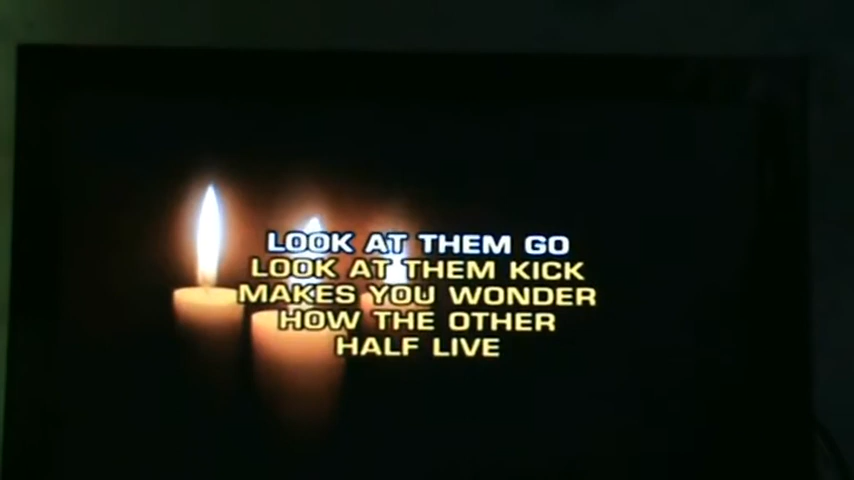 LOOK AT THEM GO
LOOK AT THEM KICK
MAKES YOU WONDER
HOW THE OTHER
HALF LIVE